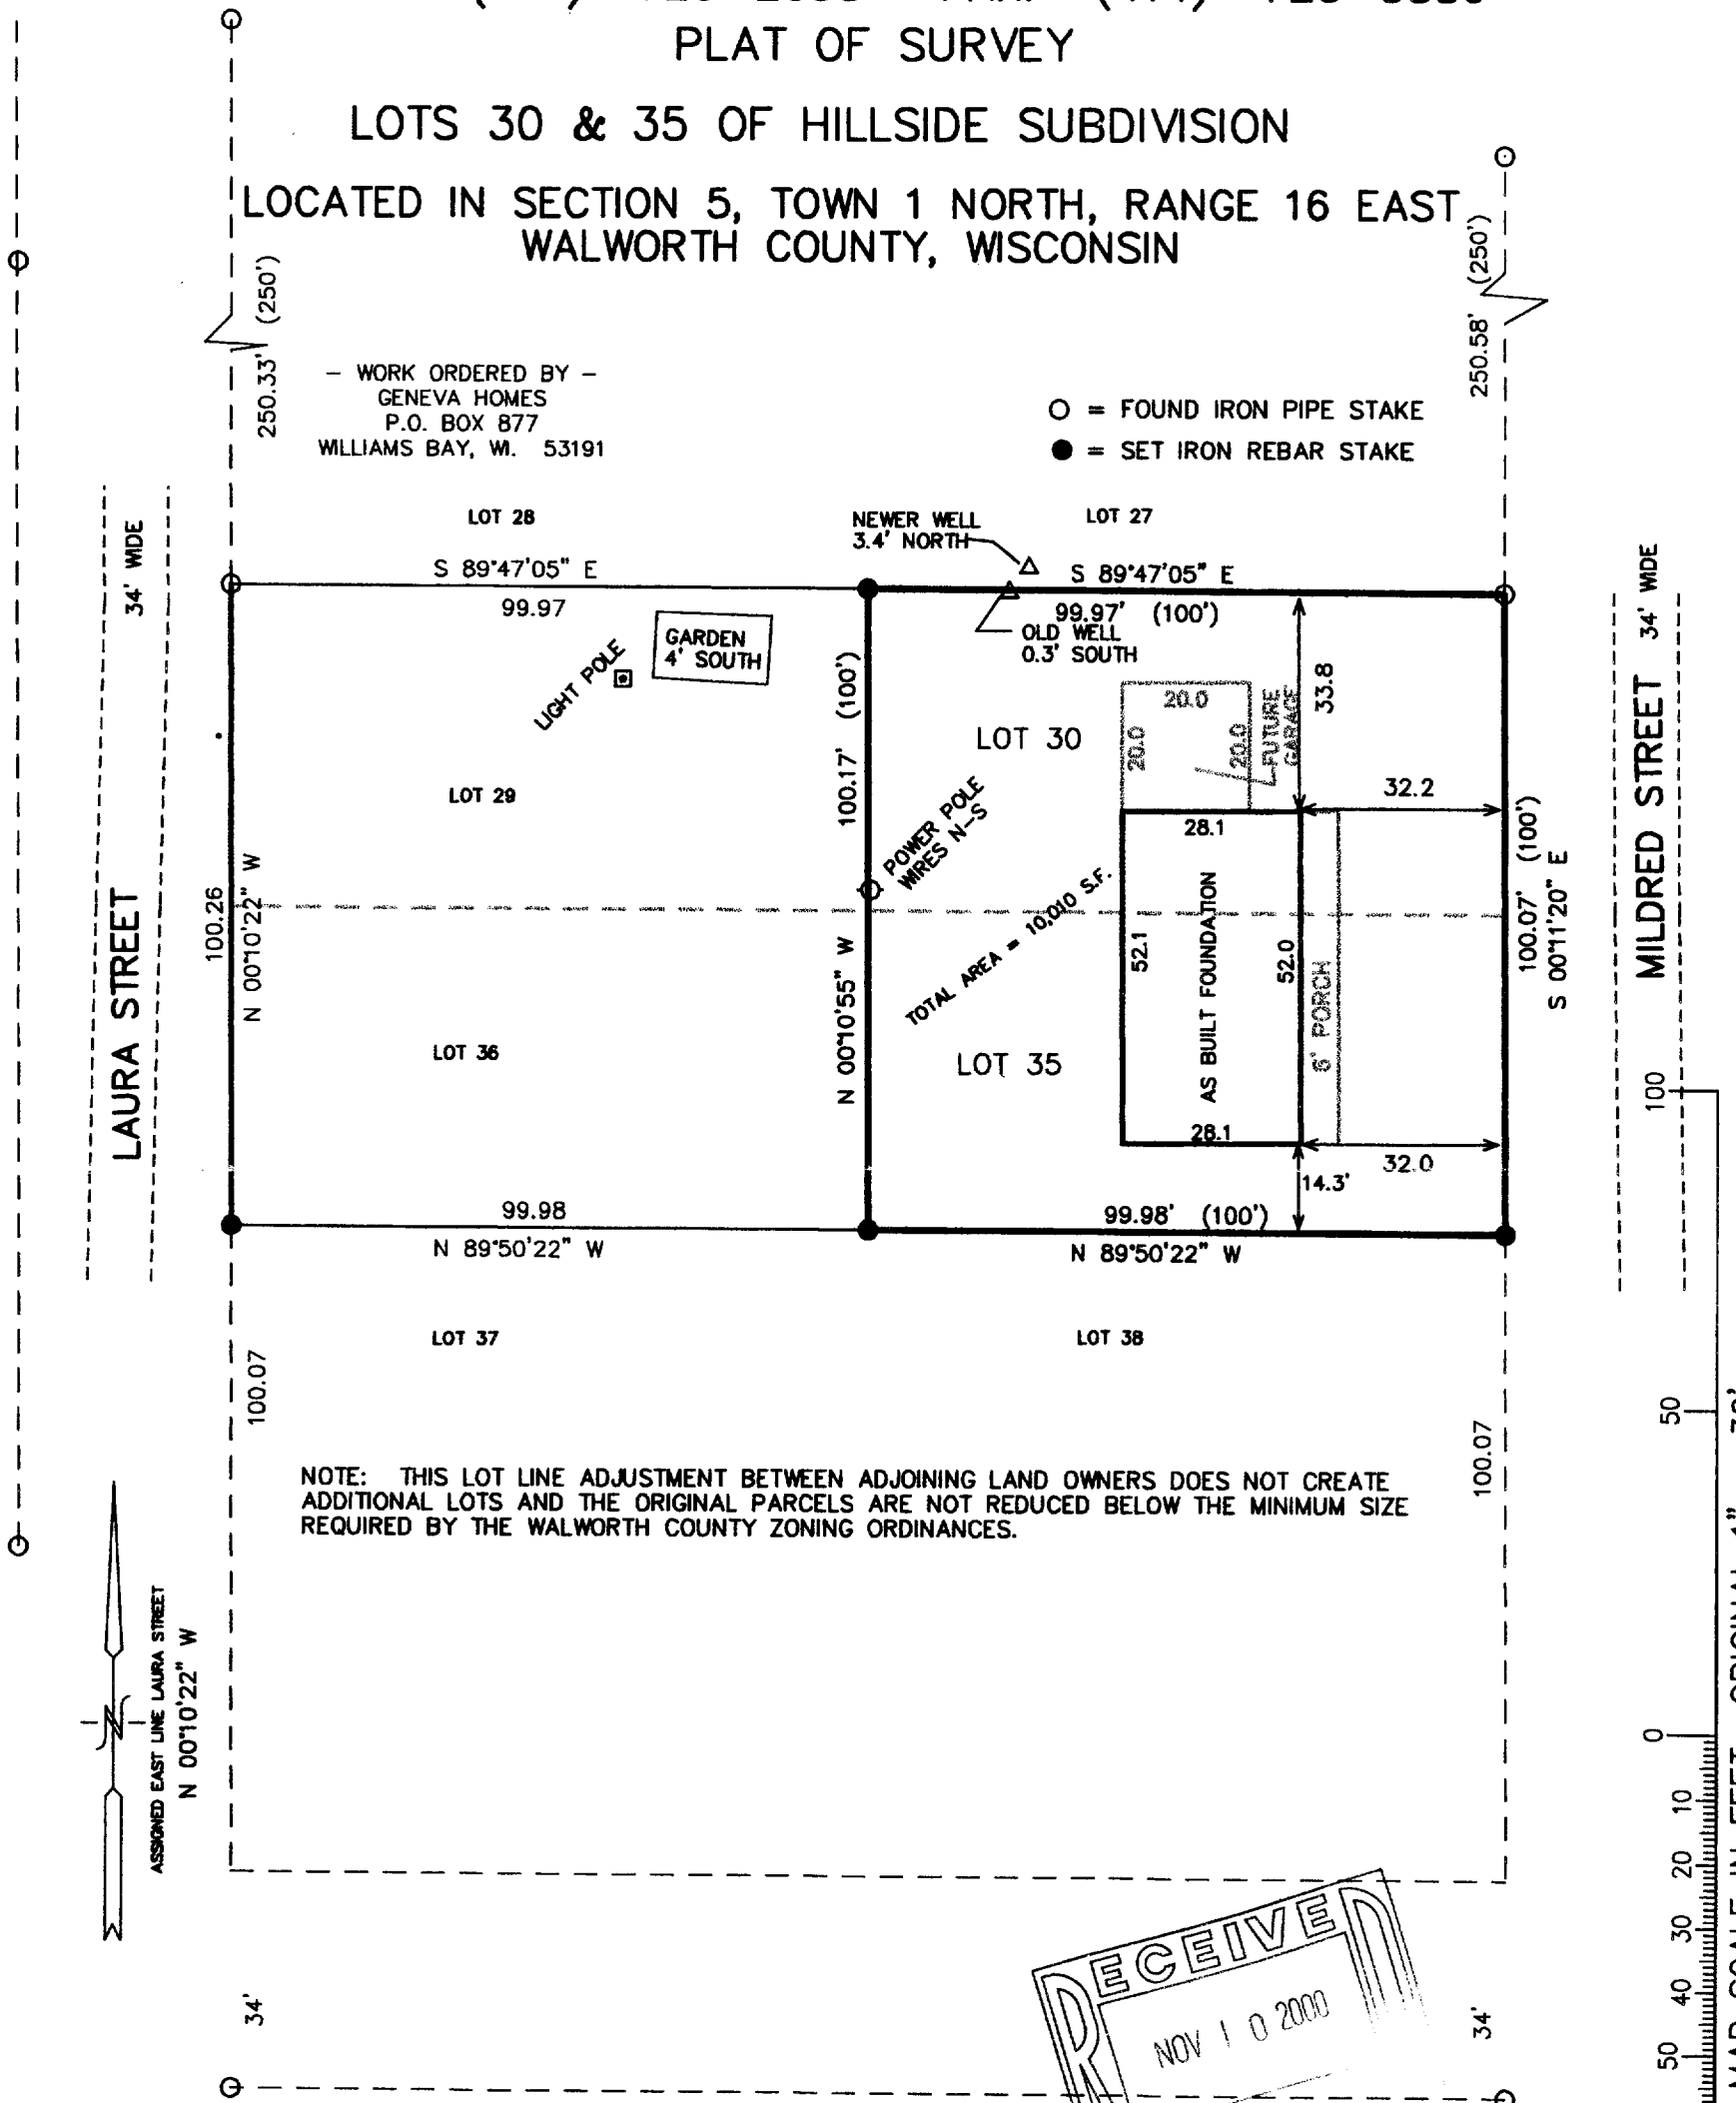 PLAT OF SURVEY
LOTS 30 & 35 OF HILLSIDE SUBDIVISION
LOCATED IN SECTION 5, TOWN 1 NORTH, RANGE 16 EAST
WALWORTH COUNTY, WISCONSIN
250.33' (250')
250.58' (250')
- WORK ORDERED BY -
GENEVA HOMES
P.O. BOX 877
WILLIAMS BAY, WI. 53191
○ = FOUND IRON PIPE STAKE
● = SET IRON REBAR STAKE
LOT 28
LOT 27
NEWER WELL
3.4' NORTH
34' WIDE
LAURA STREET
34' WIDE
MILDRED STREET
S 89°47'05" E
99.97
S 89°47'05" E
99.97' (100')
OLD WELL
0.3' SOUTH
GARDEN
4' SOUTH
LIGHT POLE
LOT 29
100.17' (100')
N 00°10'55" W
LOT 30
20.0
20.0
20.0
FUTURE
GARAGE
33.8
32.2
28.1
POWER POLE
WIRES N-S
TOTAL AREA = 10,010 S.F.
100.26
N 00°10'22" W
100.07' (100')
S 00°11'20" E
LOT 36
LOT 35
52.1
AS BUILT FOUNDATION
52.0
6' PORCH
28.1
32.0
14.3'
99.98
N 89°50'22" W
99.98' (100')
N 89°50'22" W
LOT 37
LOT 38
100.07
100.07
NOTE: THIS LOT LINE ADJUSTMENT BETWEEN ADJOINING LAND OWNERS DOES NOT CREATE
ADDITIONAL LOTS AND THE ORIGINAL PARCELS ARE NOT REDUCED BELOW THE MINIMUM SIZE
REQUIRED BY THE WALWORTH COUNTY ZONING ORDINANCES.
N
ASSIGNED EAST LINE LAURA STREET
N 00°10'22" W
34'
34'
RECEIVED
NOV 10 2000
100
50
0
10
20
30
40
50
MAP SCALE IN FEET ORIGINAL 1"